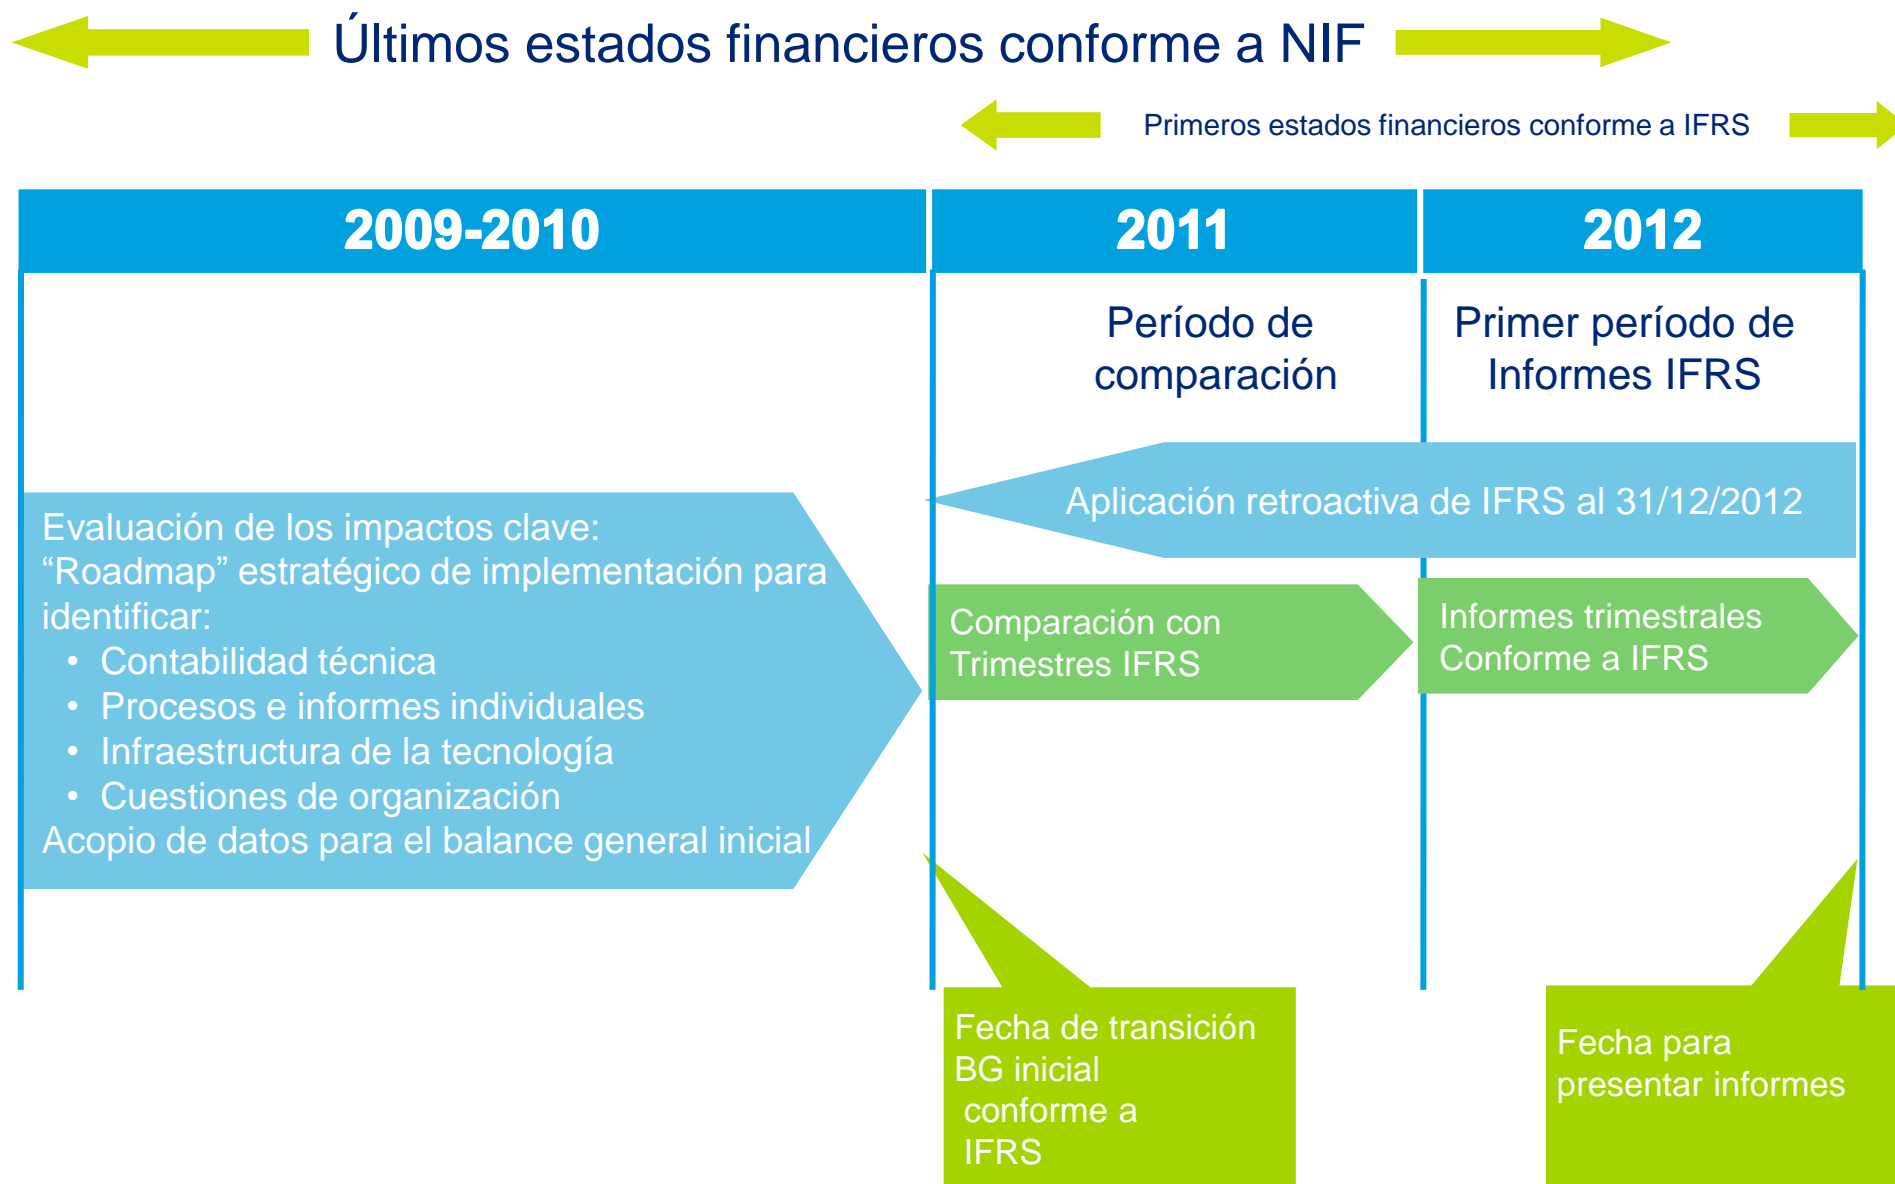 Últimos estados financieros conforme a NIF
Primeros estados financieros conforme a IFRS
2009-2010
2011
2012
Período de
comparación
Primer período de
Informes IFRS
Aplicación retroactiva de IFRS al 31/12/2012
Evaluación de los impactos clave:
“Roadmap” estratégico de implementación para
identificar:
• Contabilidad técnica
• Procesos e informes individuales
• Infraestructura de la tecnología
• Cuestiones de organización
Acopio de datos para el balance general inicial
Comparación con
Trimestres IFRS
Informes trimestrales
Conforme a IFRS
Fecha de transición
BG inicial
conforme a
IFRS
Fecha para
presentar informes